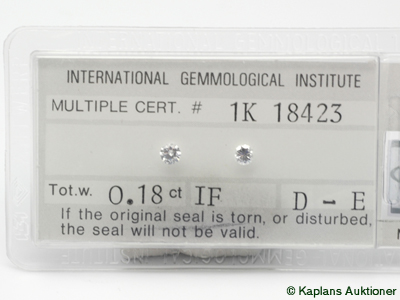 INTERNATIONAL GEMMOLOGICAL INSTITUTE
MULTIPLE CERT. # 1K 18423
Tot.w. 0.18 ct IF D - E
If the original seal is torn, or disturbed,
the seal will not be valid.
© Kaplans Auktioner